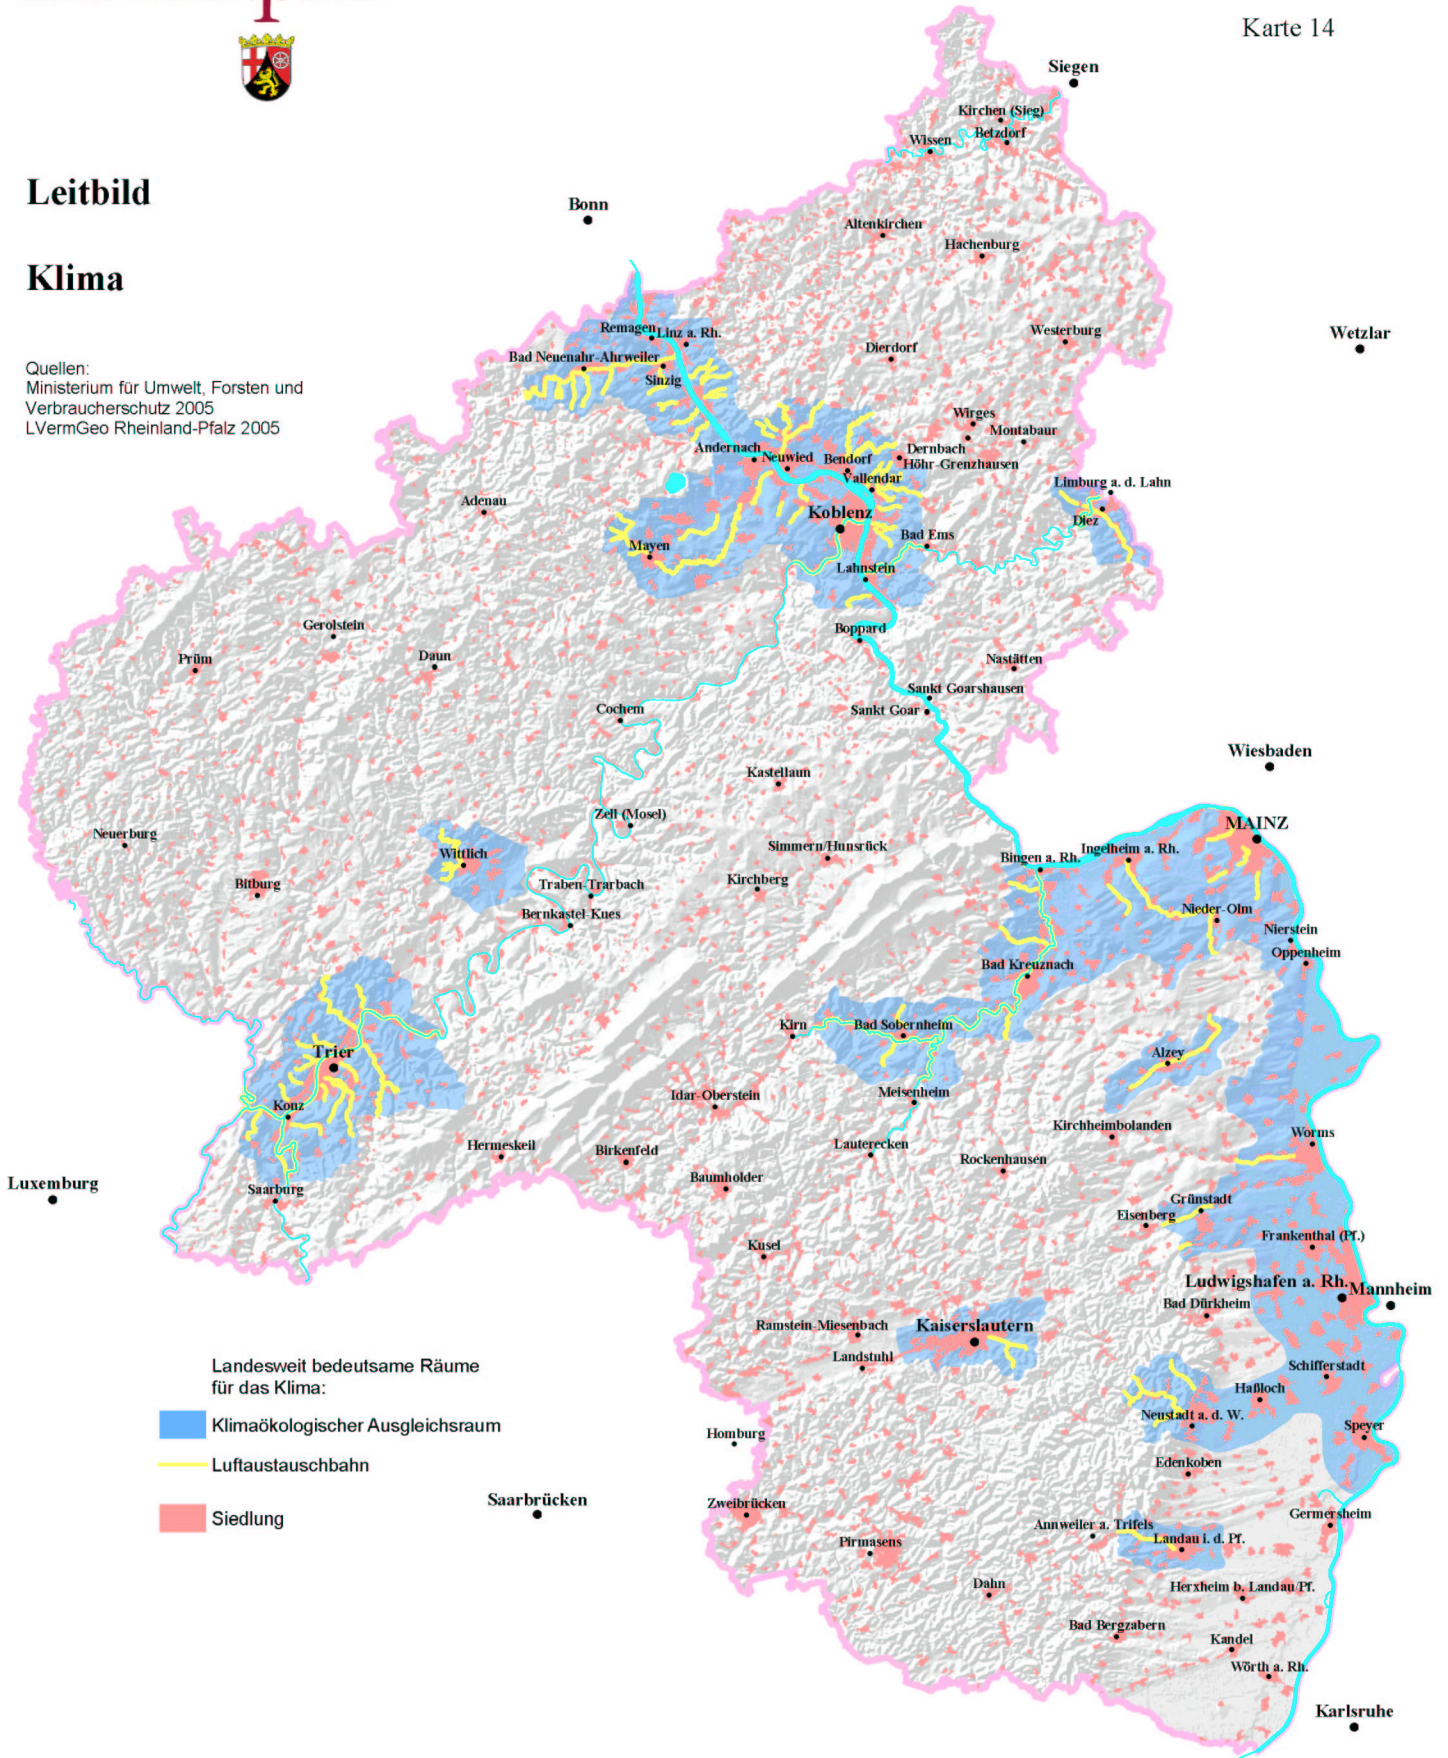 Karte 14
Leitbild
Klima
Quellen:
Ministerium für Umwelt, Forsten und
Verbraucherschutz 2005
LVermGeo Rheinland-Pfalz 2005
Siegen
Kirchen (Sieg)
Betzdorf
Wissen
Bonn
Altenkirchen
Hachenburg
Remagen
Linz a. Rh.
Westerburg
Wetzlar
Bad Neuenahr-Ahrweiler
Dierdorf
Sinzig
Wirges
Montabaur
Andernach
Neuwied
Bendorf
Dernbach
Höhr-Grenzhausen
Vallendar
Limburg a. d. Lahn
Adenau
Koblenz
Diez
Bad Ems
Mayen
Lahnstein
Gerolstein
Boppard
Prüm
Daun
Nastätten
Sankt Goarshausen
Cochem
Sankt Goar
Wiesbaden
Kastellaun
Zell (Mosel)
MAINZ
Neuerburg
Simmern/Hunsrück
Ingelheim a. Rh.
Wittlich
Bingen a. Rh.
Bitburg
Traben-Trarbach
Kirchberg
Bernkastel-Kues
Nieder-Olm
Nierstein
Oppenheim
Bad Kreuznach
Kirn
Bad Sobernheim
Trier
Alzey
Idar-Oberstein
Meisenheim
Konz
Kirchheimbolanden
Worms
Hermeskeil
Birkenfeld
Lauterecken
Rockenhausen
Luxemburg
Saarburg
Baumholder
Grünstadt
Eisenberg
Frankenthal (Pf.)
Kusel
Ludwigshafen a. Rh.
Mannheim
Bad Dürkheim
Ramstein-Miesenbach
Kaiserslautern
Landstuhl
Schifferstadt
Haßloch
Neustadt a. d. W.
Speyer
Homburg
Edenkoben
Saarbrücken
Zweibrücken
Germersheim
Annweiler a. Trifels
Landau i. d. Pf.
Pirmasens
Dahn
Herxheim b. Landau/Pf.
Bad Bergzabern
Kandel
Wörth a. Rh.
Karlsruhe
Landesweit bedeutsame Räume
für das Klima:
Klimaökologischer Ausgleichsraum
Luftaustauschbahn
Siedlung